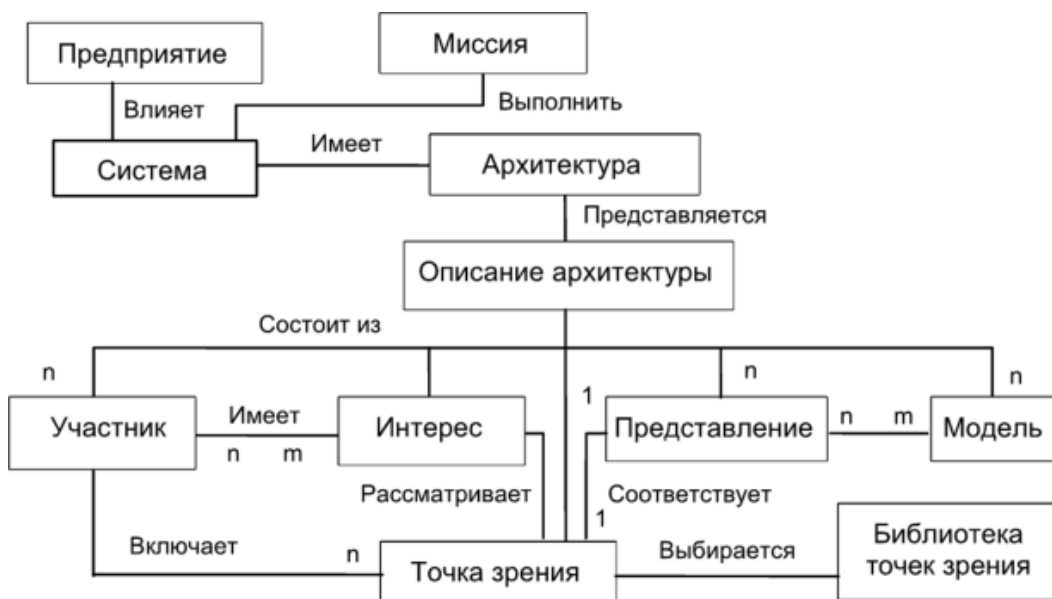 Предприятие
Миссия
Влияет
Выполнить
Система
Имеет
Архитектура
Представляется
Описание архитектуры
Состоит из
n
n
n
1
Участник
Имеет
n m
Интерес
Представление
n m
Модель
Рассматривает
Соответствует
1
Включает
n
Точка зрения
Выбирается
Библиотека
точек зрения